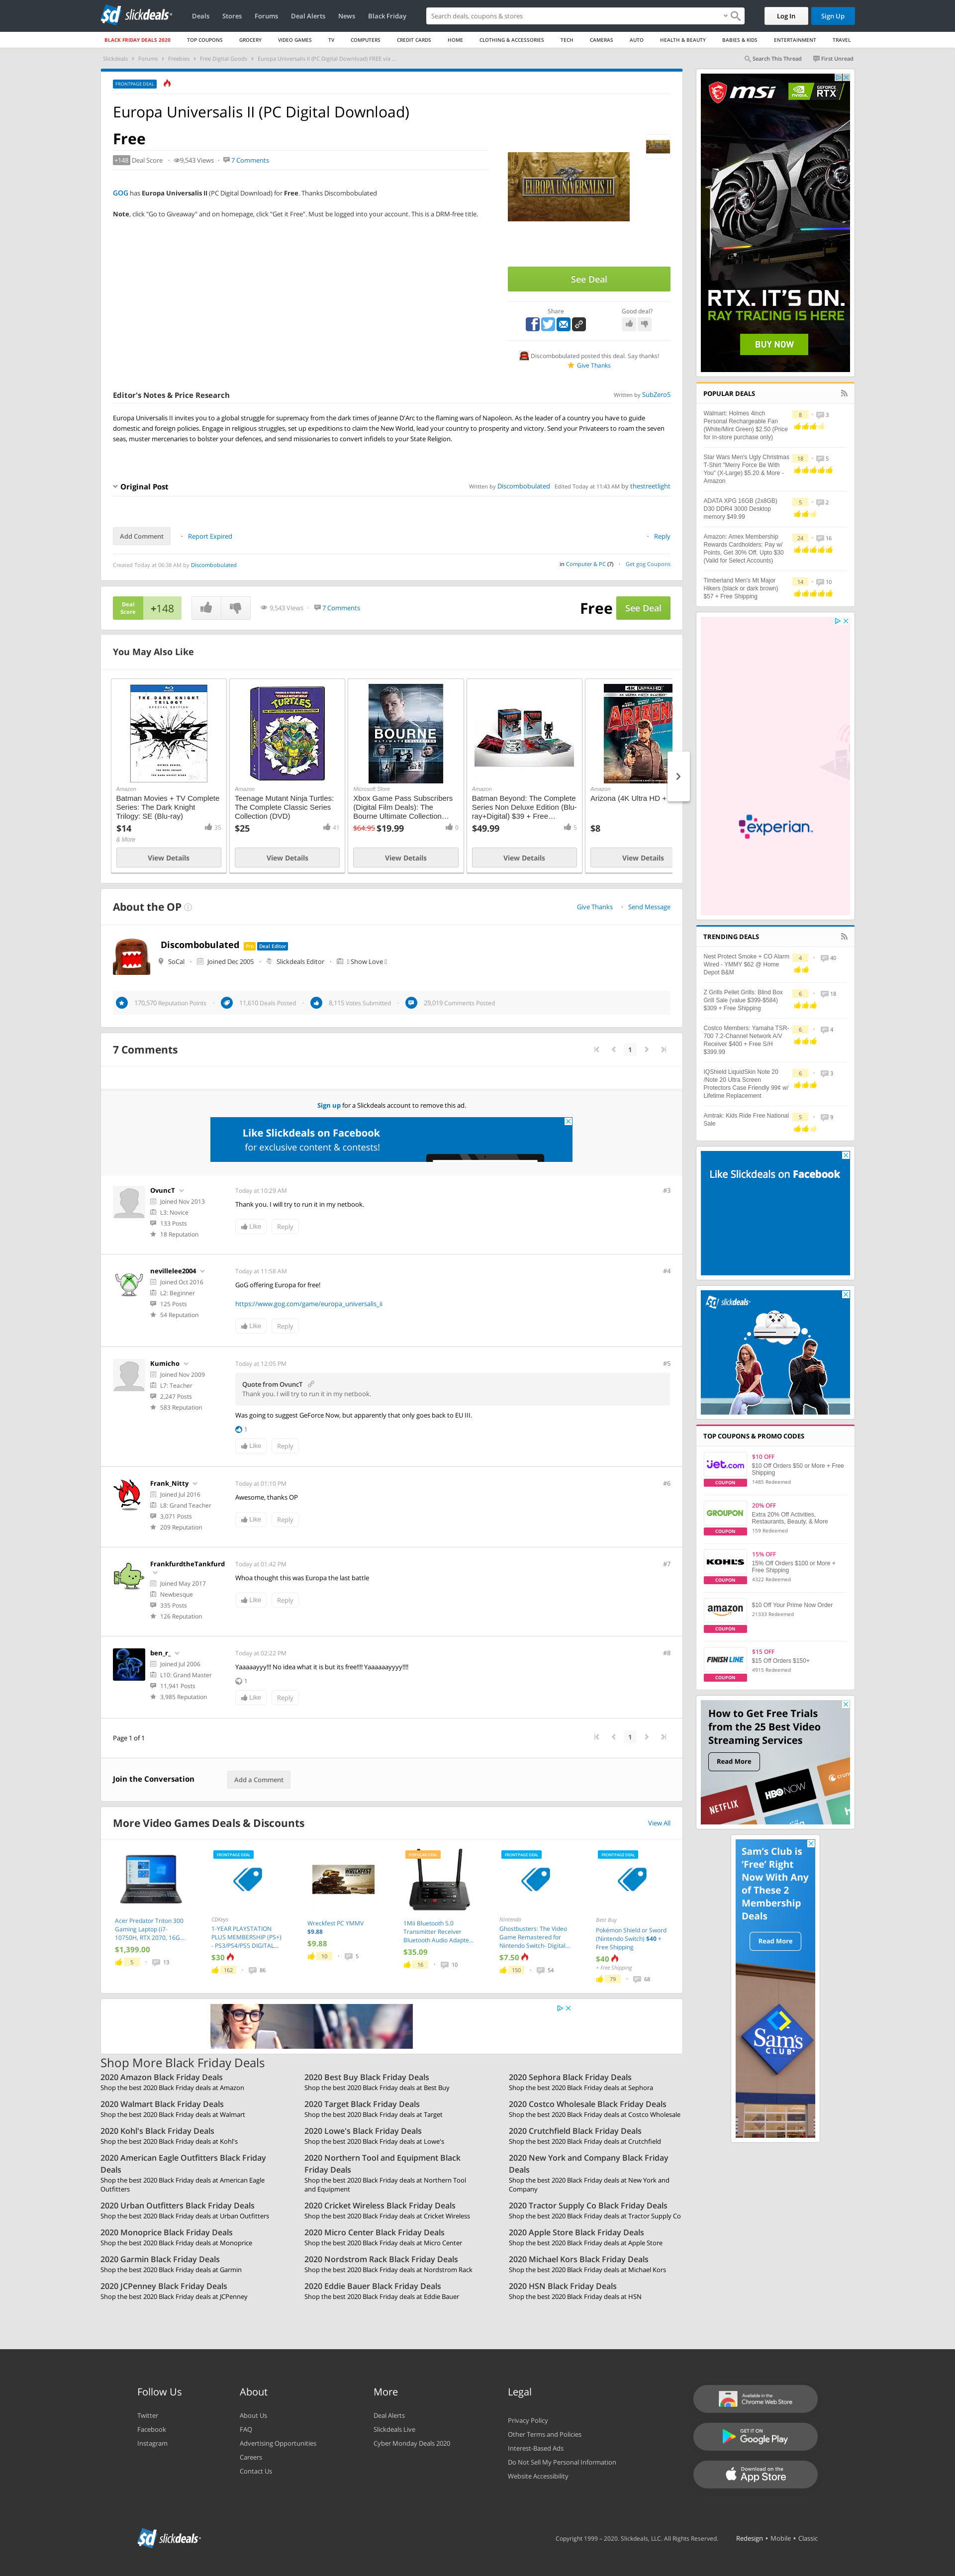 slickdeals
Deals Stores Forums Deal Alerts News Black Friday
Search deals, coupons & stores
Log In
Sign Up
BLACK FRIDAY DEALS 2020 TOP COUPONS GROCERY VIDEO GAMES TV COMPUTERS CREDIT CARDS HOME CLOTHING & ACCESSORIES TECH CAMERAS AUTO HEALTH & BEAUTY BABIES & KIDS ENTERTAINMENT TRAVEL
Slickdeals Forums Freebies Free Digital Goods Europa Universalis II (PC Digital Download) FREE via ...
Search This Thread First Unread
FRONTPAGE DEAL
Europa Universalis II (PC Digital Download)
Free
+148 Deal Score 9,543 Views 7 Comments
GOG has Europa Universalis II (PC Digital Download) for Free. Thanks Discombobulated
Note, click "Go to Giveaway" and on homepage, click "Get it Free". Must be logged into your account. This is a DRM-free title.
EUROPA UNIVERSALIS II
See Deal
Share
Good deal?
Discombobulated posted this deal. Say thanks!
Give Thanks
Editor's Notes & Price Research
Written by SubZero5
Europa Universalis II invites you to a global struggle for supremacy from the dark times of Jeanne D'Arc to the flaming wars of Napoleon. As the leader of a country you have to guide
domestic and foreign policies. Engage in religious struggles, set up expeditions to claim the New World, lead your country to prosperity and victory. Send your Privateers to roam the seven
seas, muster mercenaries to bolster your defences, and send missionaries to convert infidels to your State Religion.
Original Post
Written by Discombobulated Edited Today at 11:43 AM by thestreetlight
Add Comment
Report Expired
Reply
Created Today at 06:38 AM by Discombobulated
in Computer & PC (7) Get gog Coupons
Deal
Score
+148
9,543 Views 7 Comments
Free
See Deal
You May Also Like
Amazon
Batman Movies + TV Complete
Series: The Dark Knight
Trilogy: SE (Blu-ray)
$14
35
& More
View Details
Amazon
Teenage Mutant Ninja Turtles:
The Complete Classic Series
Collection (DVD)
$25
41
View Details
BOURNE
Microsoft Store
Xbox Game Pass Subscribers
(Digital Film Deals): The
Bourne Ultimate Collection...
$64.95 $19.99
0
View Details
Amazon
Batman Beyond: The Complete
Series Non Deluxe Edition (Blu-
ray+Digital) $39 + Free...
$49.99
5
View Details
ARIZONA
Amazon
Arizona (4K Ultra HD +
$8
View Details
About the OP
Give Thanks Send Message
Discombobulated Pro Deal Editor
SoCal Joined Dec 2005 Slickdeals Editor Show Love
170,570 Reputation Points 11,610 Deals Posted 8,115 Votes Submitted 29,019 Comments Posted
7 Comments
1
Sign up for a Slickdeals account to remove this ad.
Like Slickdeals on Facebook
for exclusive content & contests!
OvuncT
Joined Nov 2013
L3: Novice
133 Posts
18 Reputation
Today at 10:29 AM
#3
Thank you. I will try to run it in my netbook.
Like Reply
nevillelee2004
Joined Oct 2016
L2: Beginner
125 Posts
54 Reputation
Today at 11:58 AM
#4
GoG offering Europa for free!
https://www.gog.com/game/europa_universalis_ii
Like Reply
Kumicho
Joined Nov 2009
L7: Teacher
2,247 Posts
583 Reputation
Today at 12:05 PM
#5
Quote from OvuncT
Thank you. I will try to run it in my netbook.
Was going to suggest GeForce Now, but apparently that only goes back to EU III.
1
Like Reply
Frank_Nitty
Joined Jul 2016
L8: Grand Teacher
3,071 Posts
209 Reputation
Today at 01:10 PM
#6
Awesome, thanks OP
Like Reply
FrankfurdtheTankfurd
Joined May 2017
Newbesque
335 Posts
126 Reputation
Today at 01:42 PM
#7
Whoa thought this was Europa the last battle
Like Reply
ben_r_
Joined Jul 2006
L10: Grand Master
11,941 Posts
3,985 Reputation
Today at 02:22 PM
#8
Yaaaaayyy!!! No idea what it is but its free!!!! Yaaaaaayyyy!!!!
1
Like Reply
Page 1 of 1
1
Join the Conversation
Add a Comment
More Video Games Deals & Discounts
View All
Acer Predator Triton 300
Gaming Laptop (i7-
10750H, RTX 2070, 16G...
$1,399.00
5 13
FRONTPAGE DEAL
CDKeys
1-YEAR PLAYSTATION
PLUS MEMBERSHIP (PS+)
- PS3/PS4/PS5 DIGITAL...
$30
162 86
WRECKFEST
Wreckfest PC YMMV
$9.88
$9.88
10 5
POPULAR DEAL
1Mii Bluetooth 5.0
Transmitter Receiver
Bluetooth Audio Adapte...
$35.09
16 10
FRONTPAGE DEAL
Nintendo
Ghostbusters: The Video
Game Remastered for
Nintendo Switch- Digital...
$7.50
150 54
FRONTPAGE DEAL
Best Buy
Pokémon Shield or Sword
(Nintendo Switch) $40 +
Free Shipping
$40
+ Free Shipping
79 68
Shop More Black Friday Deals
2020 Amazon Black Friday Deals
Shop the best 2020 Black Friday deals at Amazon
2020 Best Buy Black Friday Deals
Shop the best 2020 Black Friday deals at Best Buy
2020 Sephora Black Friday Deals
Shop the best 2020 Black Friday deals at Sephora
2020 Walmart Black Friday Deals
Shop the best 2020 Black Friday deals at Walmart
2020 Target Black Friday Deals
Shop the best 2020 Black Friday deals at Target
2020 Costco Wholesale Black Friday Deals
Shop the best 2020 Black Friday deals at Costco Wholesale
2020 Kohl's Black Friday Deals
Shop the best 2020 Black Friday deals at Kohl's
2020 Lowe's Black Friday Deals
Shop the best 2020 Black Friday deals at Lowe's
2020 Crutchfield Black Friday Deals
Shop the best 2020 Black Friday deals at Crutchfield
2020 American Eagle Outfitters Black Friday
Deals
Shop the best 2020 Black Friday deals at American Eagle
Outfitters
2020 Northern Tool and Equipment Black
Friday Deals
Shop the best 2020 Black Friday deals at Northern Tool
and Equipment
2020 New York and Company Black Friday
Deals
Shop the best 2020 Black Friday deals at New York and
Company
2020 Urban Outfitters Black Friday Deals
Shop the best 2020 Black Friday deals at Urban Outfitters
2020 Cricket Wireless Black Friday Deals
Shop the best 2020 Black Friday deals at Cricket Wireless
2020 Tractor Supply Co Black Friday Deals
Shop the best 2020 Black Friday deals at Tractor Supply Co
2020 Monoprice Black Friday Deals
Shop the best 2020 Black Friday deals at Monoprice
2020 Micro Center Black Friday Deals
Shop the best 2020 Black Friday deals at Micro Center
2020 Apple Store Black Friday Deals
Shop the best 2020 Black Friday deals at Apple Store
2020 Garmin Black Friday Deals
Shop the best 2020 Black Friday deals at Garmin
2020 Nordstrom Rack Black Friday Deals
Shop the best 2020 Black Friday deals at Nordstrom Rack
2020 Michael Kors Black Friday Deals
Shop the best 2020 Black Friday deals at Michael Kors
2020 JCPenney Black Friday Deals
Shop the best 2020 Black Friday deals at JCPenney
2020 Eddie Bauer Black Friday Deals
Shop the best 2020 Black Friday deals at Eddie Bauer
2020 HSN Black Friday Deals
Shop the best 2020 Black Friday deals at HSN
msi
NVIDIA
GEFORCE
RTX
RTX. IT'S ON.
RAY TRACING IS HERE
BUY NOW
POPULAR DEALS
Walmart: Holmes 4inch
Personal Rechargeable Fan
(White/Mint Green) $2.50 (Price
for in-store purchase only)
8 3
Star Wars Men's Ugly Christmas
T-Shirt "Merry Force Be With
You" (X-Large) $5.20 & More -
Amazon
18 5
ADATA XPG 16GB (2x8GB)
D30 DDR4 3000 Desktop
memory $49.99
5 2
Amazon: Amex Membership
Rewards Cardholders: Pay w/
Points, Get 30% Off, Upto $30
(Valid for Select Accounts)
24 16
Timberland Men's Mt Major
Hikers (black or dark brown)
$57 + Free Shipping
14 10
experian.
TRENDING DEALS
Nest Protect Smoke + CO Alarm
Wired - YMMY $62 @ Home
Depot B&M
4 40
Z Grills Pellet Grills: Blind Box
Grill Sale (value $399-$584)
$309 + Free Shipping
6 18
Costco Members: Yamaha TSR-
700 7.2-Channel Network A/V
Receiver $400 + Free S/H
$399.99
6 4
IQShield LiquidSkin Note 20
/Note 20 Ultra Screen
Protectors Case Friendly 99¢ w/
Lifetime Replacement
6 3
Amtrak: Kids Ride Free National
Sale
5 9
Like Slickdeals on Facebook
slickdeals
TOP COUPONS & PROMO CODES
jet.com
COUPON
$10 OFF
$10 Off Orders $50 or More + Free
Shipping
1485 Redeemed
GROUPON
COUPON
20% OFF
Extra 20% Off Activities,
Restaurants, Beauty, & More
159 Redeemed
KOHL'S
COUPON
15% OFF
15% Off Orders $100 or More +
Free Shipping
4322 Redeemed
amazon
COUPON
$10 Off Your Prime Now Order
21333 Redeemed
FINISH LINE
COUPON
$15 OFF
$15 Off Orders $150+
4915 Redeemed
How to Get Free Trials
from the 25 Best Video
Streaming Services
Read More
NETFLIX
HBO NOW
Sam's Club is
'Free' Right
Now With Any
of These 2
Membership
Deals
Read More
Sam's
CLUB
Follow Us
Twitter
Facebook
Instagram
About
About Us
FAQ
Advertising Opportunities
Careers
Contact Us
More
Deal Alerts
Slickdeals Live
Cyber Monday Deals 2020
Legal
Privacy Policy
Other Terms and Policies
Interest-Based Ads
Do Not Sell My Personal Information
Website Accessibility
Available in the
Chrome Web Store
GET IT ON
Google Play
Download on the
App Store
slickdeals
Copyright 1999 – 2020. Slickdeals, LLC. All Rights Reserved. Redesign • Mobile • Classic